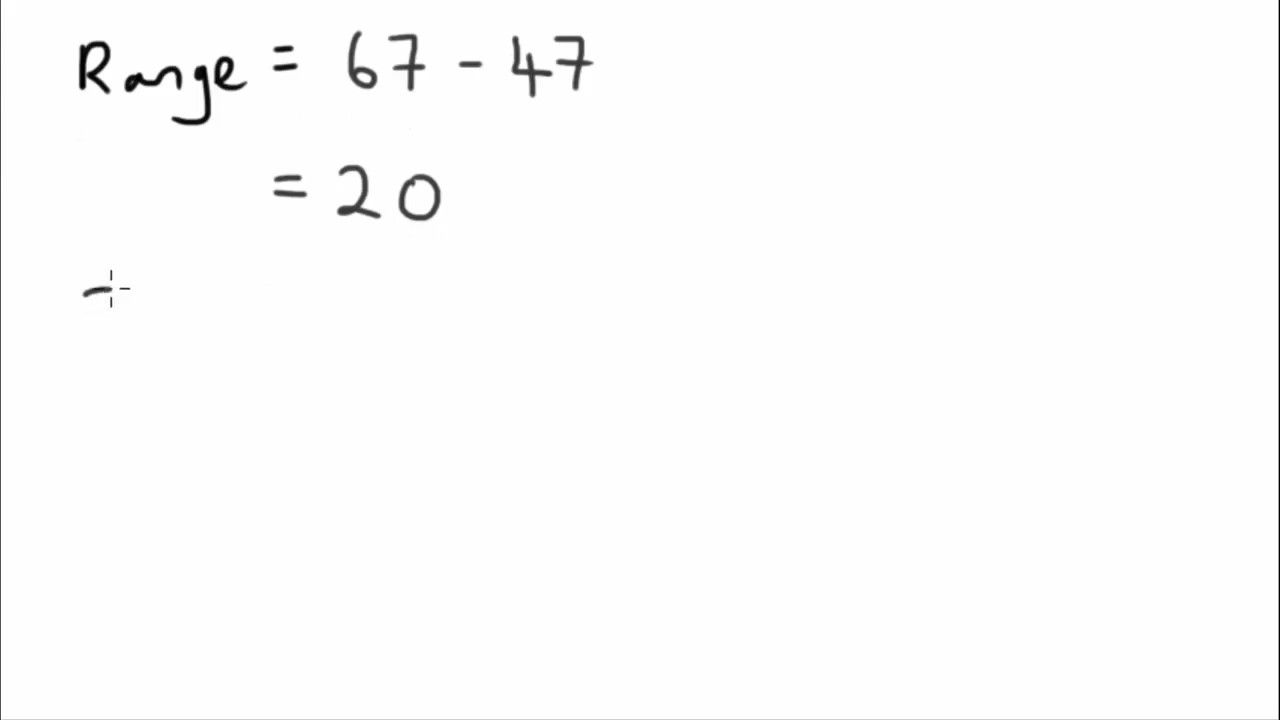 Range = 67 - 47
= 20